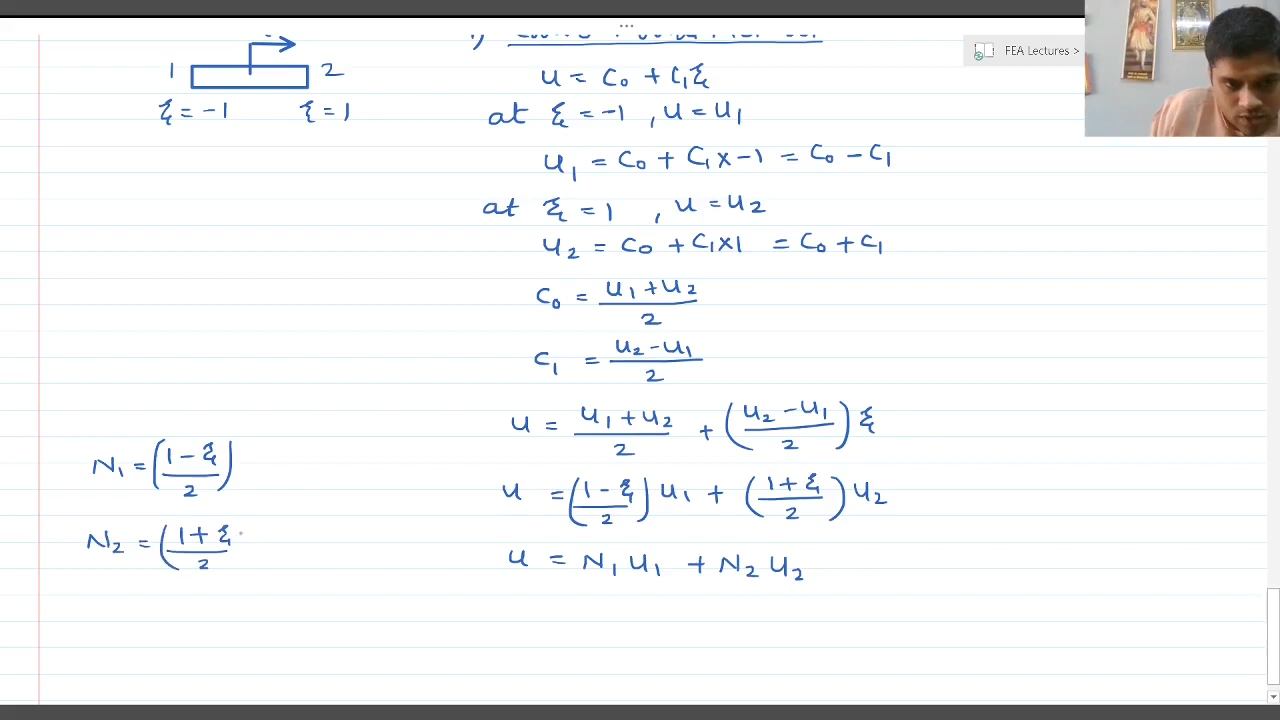 FEA Lectures >
1 2
ξ = -1 ξ = 1
u = C₀ + C₁ξ
at ξ = -1 , u = u₁
u₁ = C₀ + C₁ x -1 = C₀ - C₁
at ξ = 1 , u = u₂
u₂ = C₀ + C₁x1 = C₀ + C₁
C₀ = (u₁ + u₂)/2
C₁ = (u₂ - u₁)/2
u = (u₁ + u₂)/2 + ((u₂ - u₁)/2) ξ
u = ((1 - ξ)/2) u₁ + ((1 + ξ)/2) u₂
u = N₁ u₁ + N₂ u₂
N₁ = ((1 - ξ)/2)
N₂ = ((1 + ξ)/2